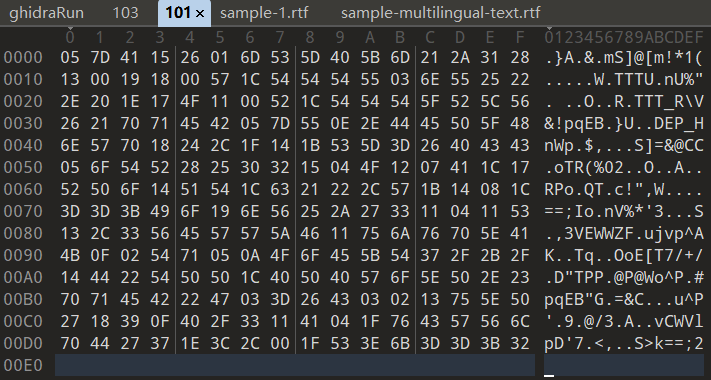 ghidraRun 103 101 × sample-1.rtf sample-multilingual-text.rtf
0 1 2 3 4 5 6 7 8 9 A B C D E F 0123456789ABCDEF
0000 05 7D 41 15 26 01 6D 53 5D 40 5B 6D 21 2A 31 28 .}A.&.mS]@[m!*1(
0010 13 00 19 18 00 57 1C 54 54 54 55 03 6E 55 25 22 .....W.TTTU.nU%"
0020 2E 20 1E 17 4F 11 00 52 1C 54 54 54 5F 52 5C 56 . ..O..R.TTT_R\V
0030 26 21 70 71 45 42 05 7D 55 0E 2E 44 45 50 5F 48 &!pqEB.}U..DEP_H
0040 6E 57 70 18 24 2C 1F 14 1B 53 5D 3D 26 40 43 43 nWp.$,...S]=&@CC
0050 05 6F 54 52 28 25 30 32 15 04 4F 12 07 41 1C 17 .oTR(%02..O..A..
0060 52 50 6F 14 51 54 1C 63 21 22 2C 57 1B 14 08 1C RPo.QT.c!",W....
0070 3D 3D 3B 49 6F 19 6E 56 25 2A 27 33 11 04 11 53 ==;Io.nV%*'3...S
0080 13 2C 33 56 45 57 57 5A 46 11 75 6A 76 70 5E 41 .,3VEWWZF.ujvp^A
0090 4B 0F 02 54 71 05 0A 4F 6F 45 5B 54 37 2F 2B 2F K..Tq..OoE[T7/+/
00A0 14 44 22 54 50 50 1C 40 50 40 57 6F 5E 50 2E 23 .D"TPP.@P@Wo^P.#
00B0 70 71 45 42 22 47 03 3D 26 43 03 02 13 75 5E 50 pqEB"G.=&C...u^P
00C0 27 18 39 0F 40 2F 33 11 41 04 1F 76 43 57 56 6C '.9.@/3.A..vCWVl
00D0 70 44 27 37 1E 3C 2C 00 1F 53 3E 6B 3D 3D 3B 32 pD'7.<,..S>k==;2
00E0